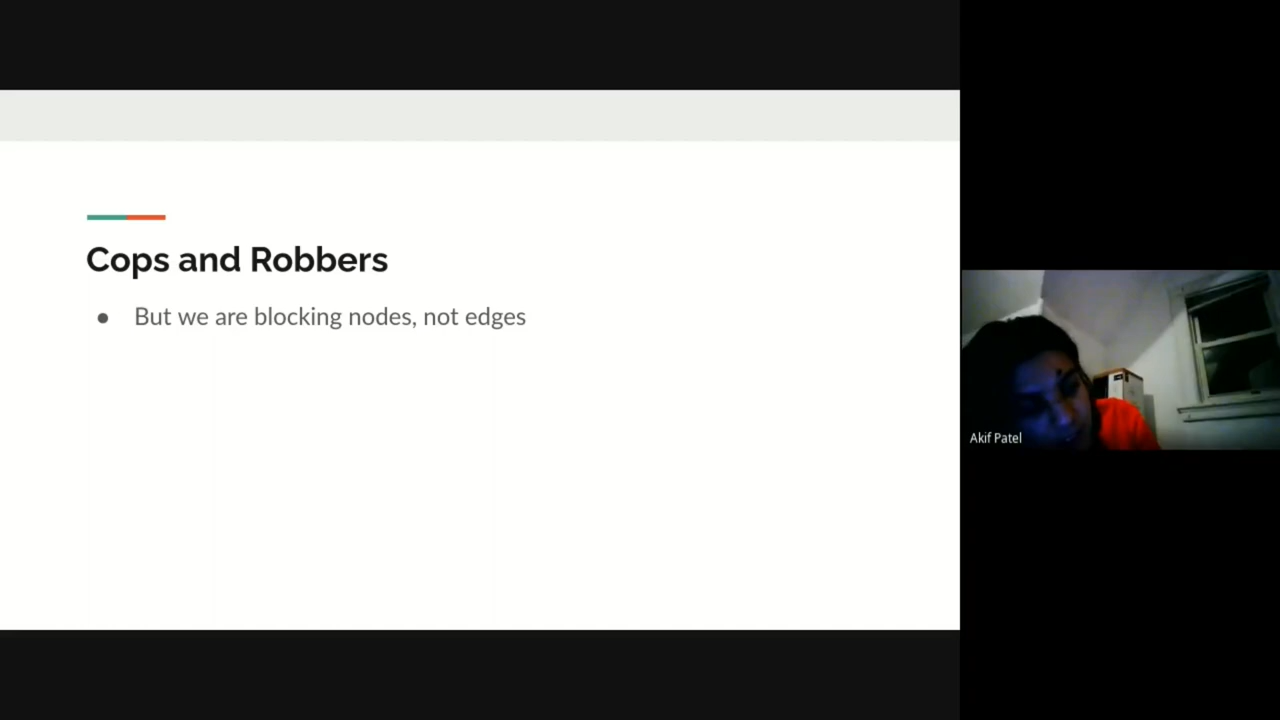 Cops and Robbers
● But we are blocking nodes, not edges
Akif Patel